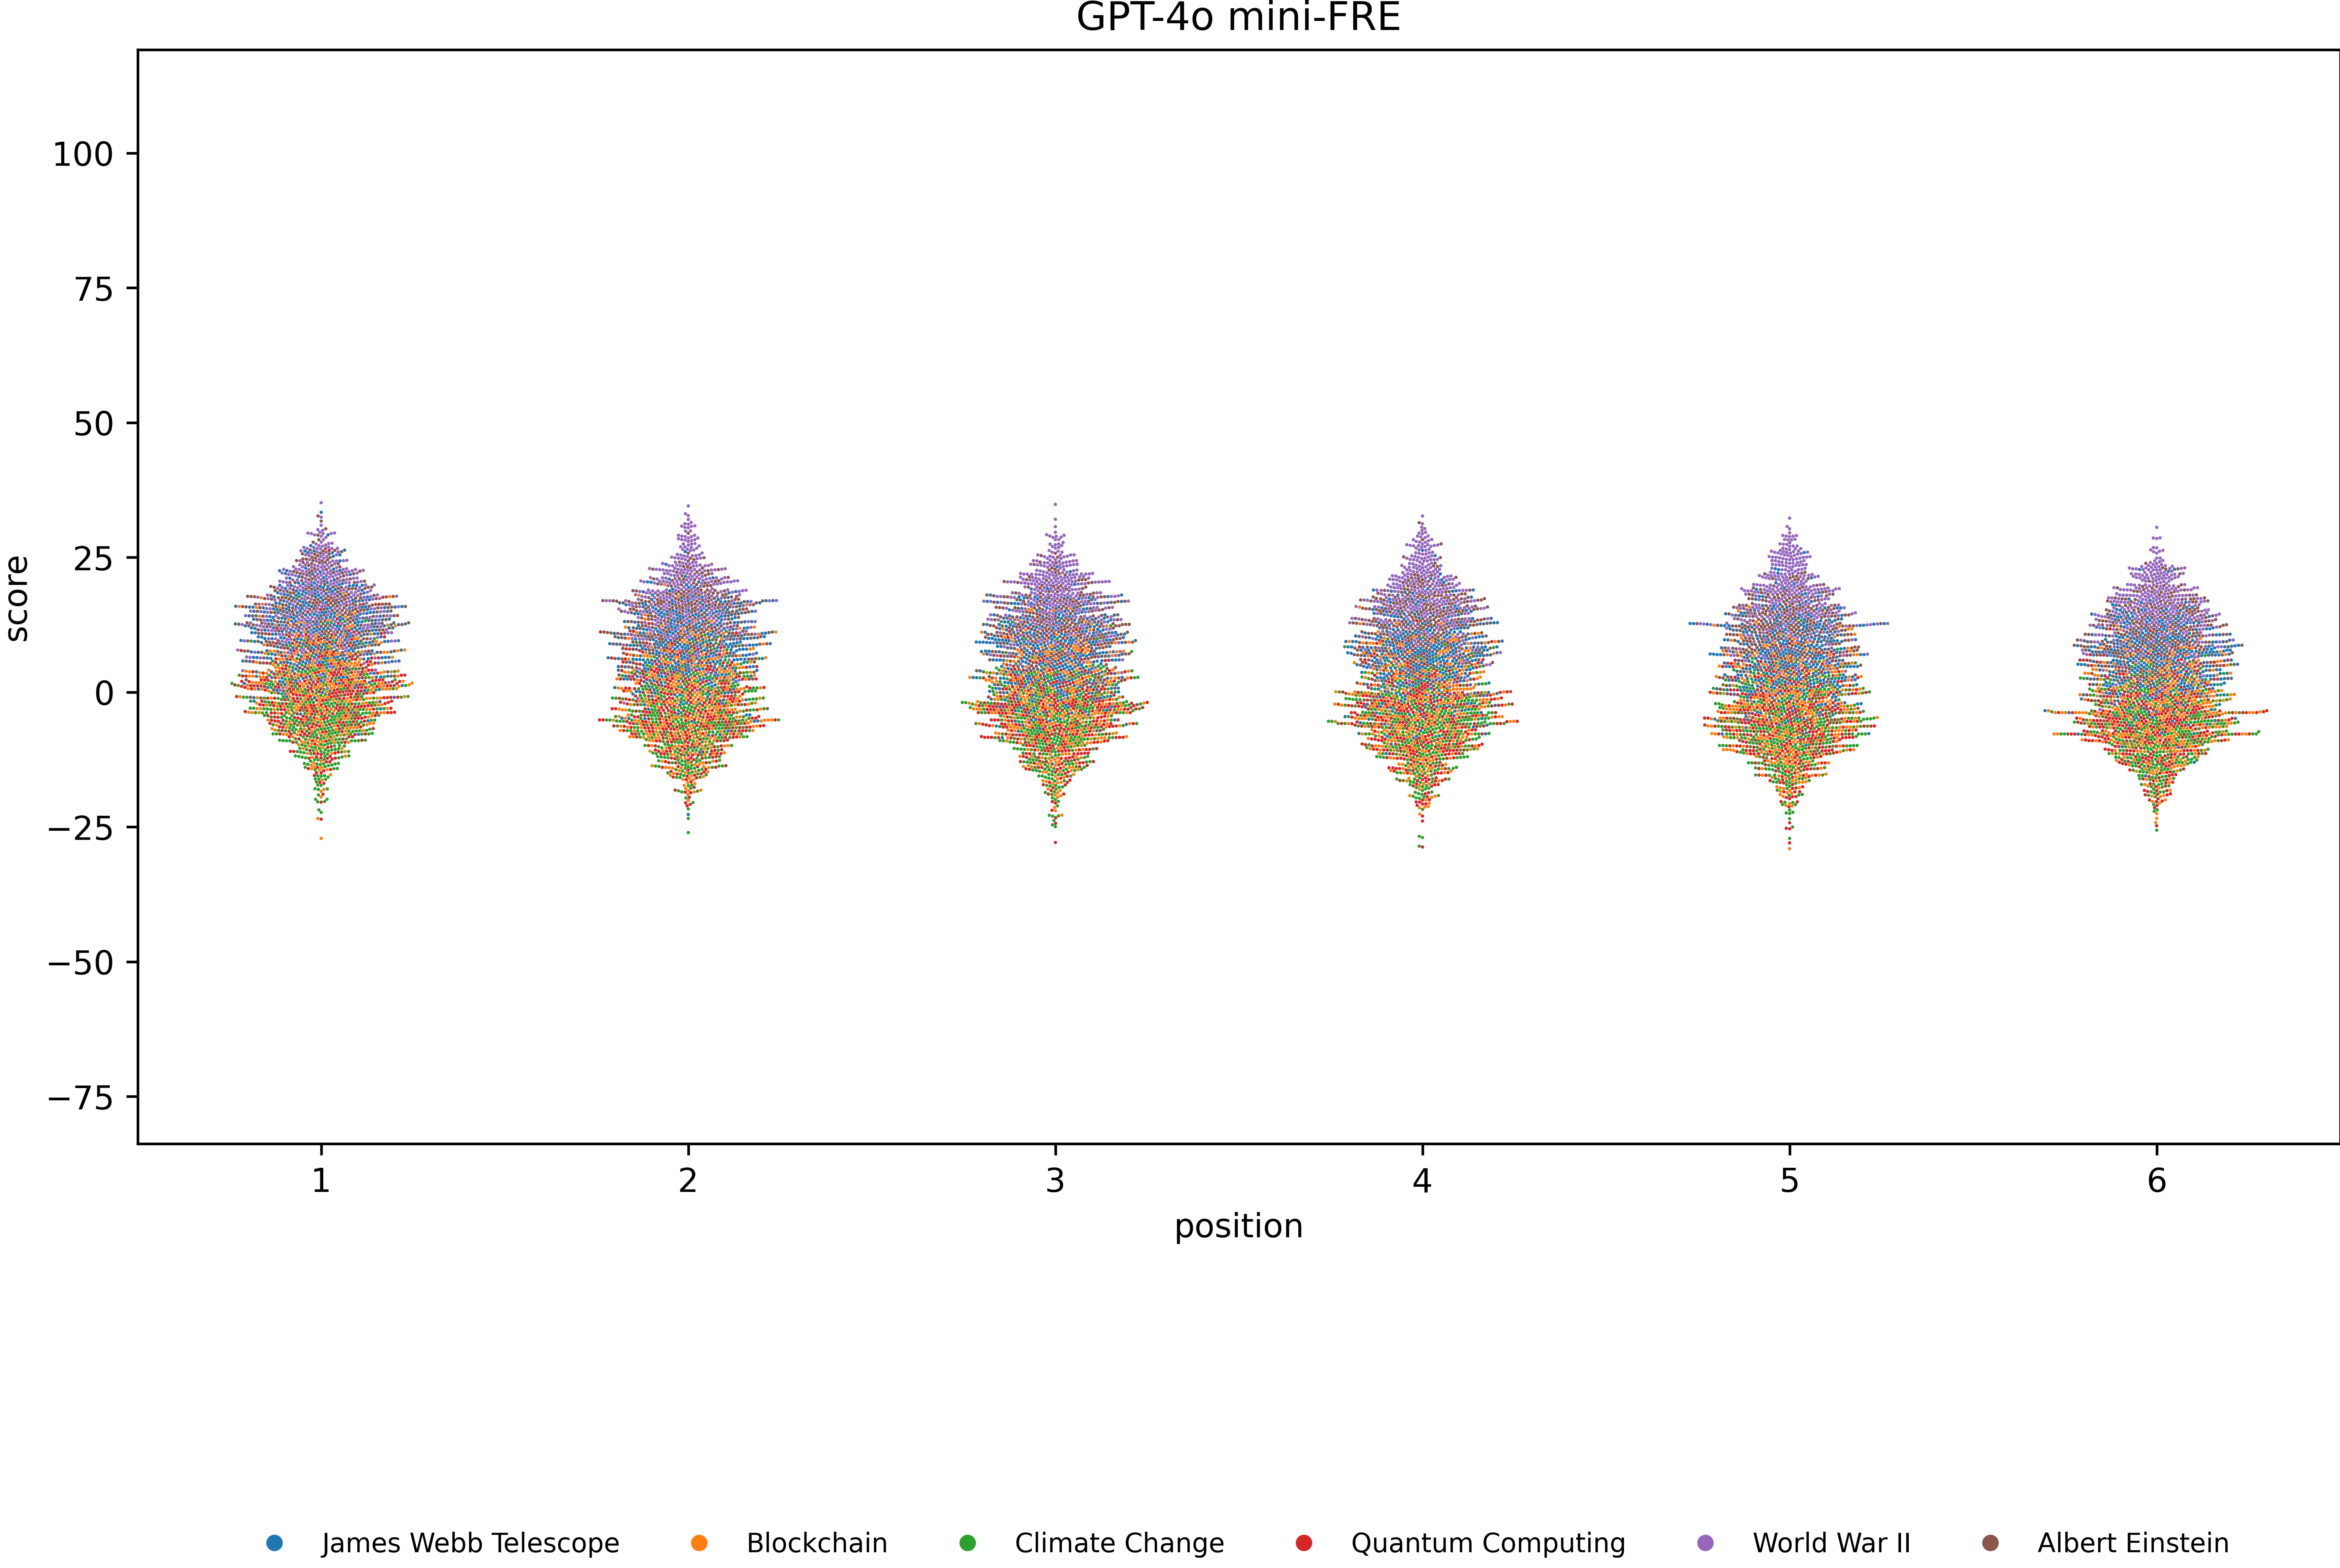 GPT-4o mini-FRE
score
100
75
50
25
0
−25
−50
−75
1 2 3 4 5 6
position
James Webb Telescope Blockchain Climate Change Quantum Computing World War II Albert Einstein